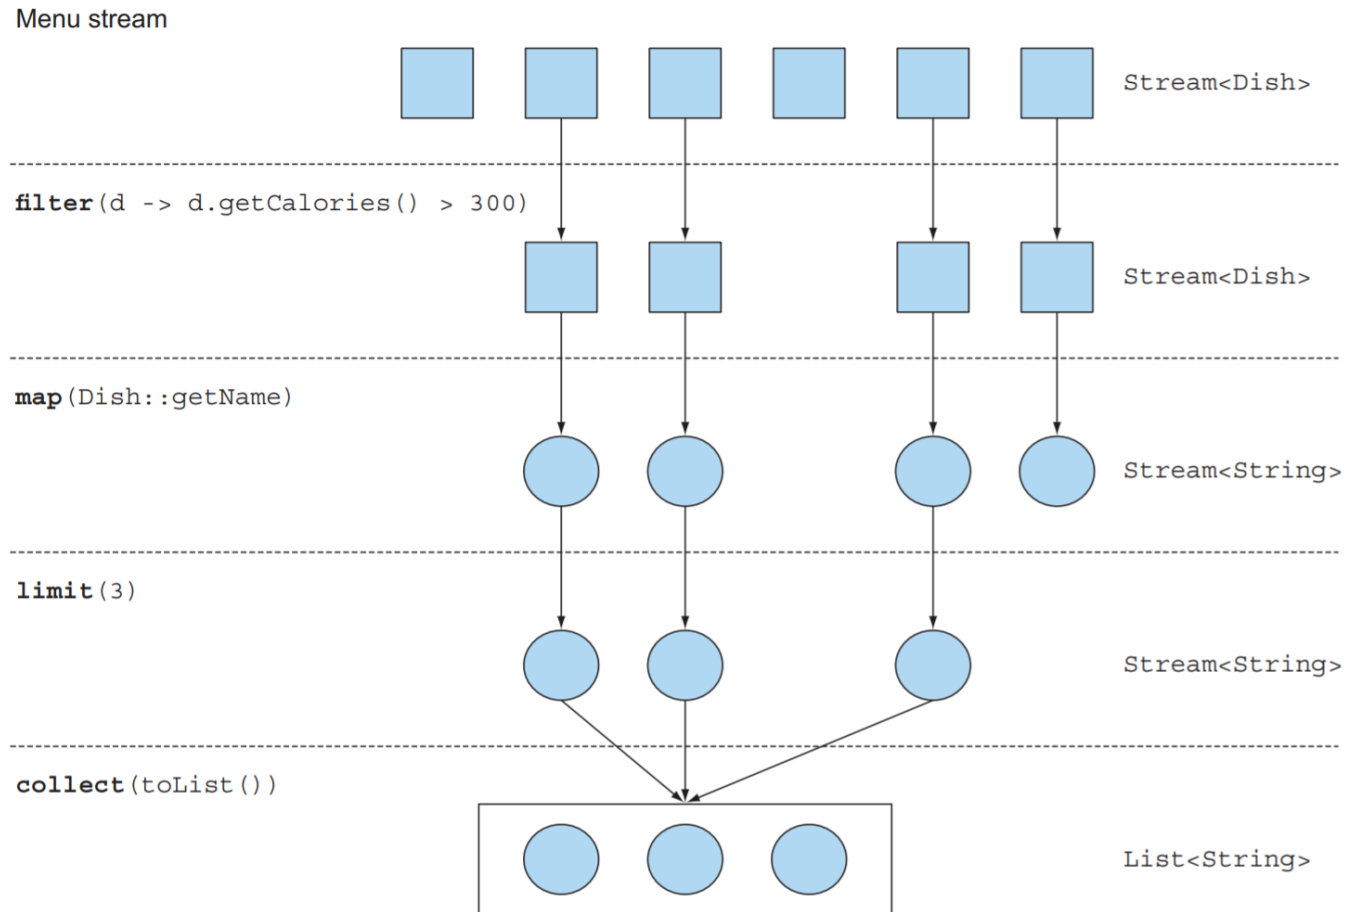 Menu stream
Stream<Dish>
filter(d -> d.getCalories() > 300)
Stream<Dish>
map(Dish::getName)
Stream<String>
limit(3)
Stream<String>
collect(toList())
List<String>